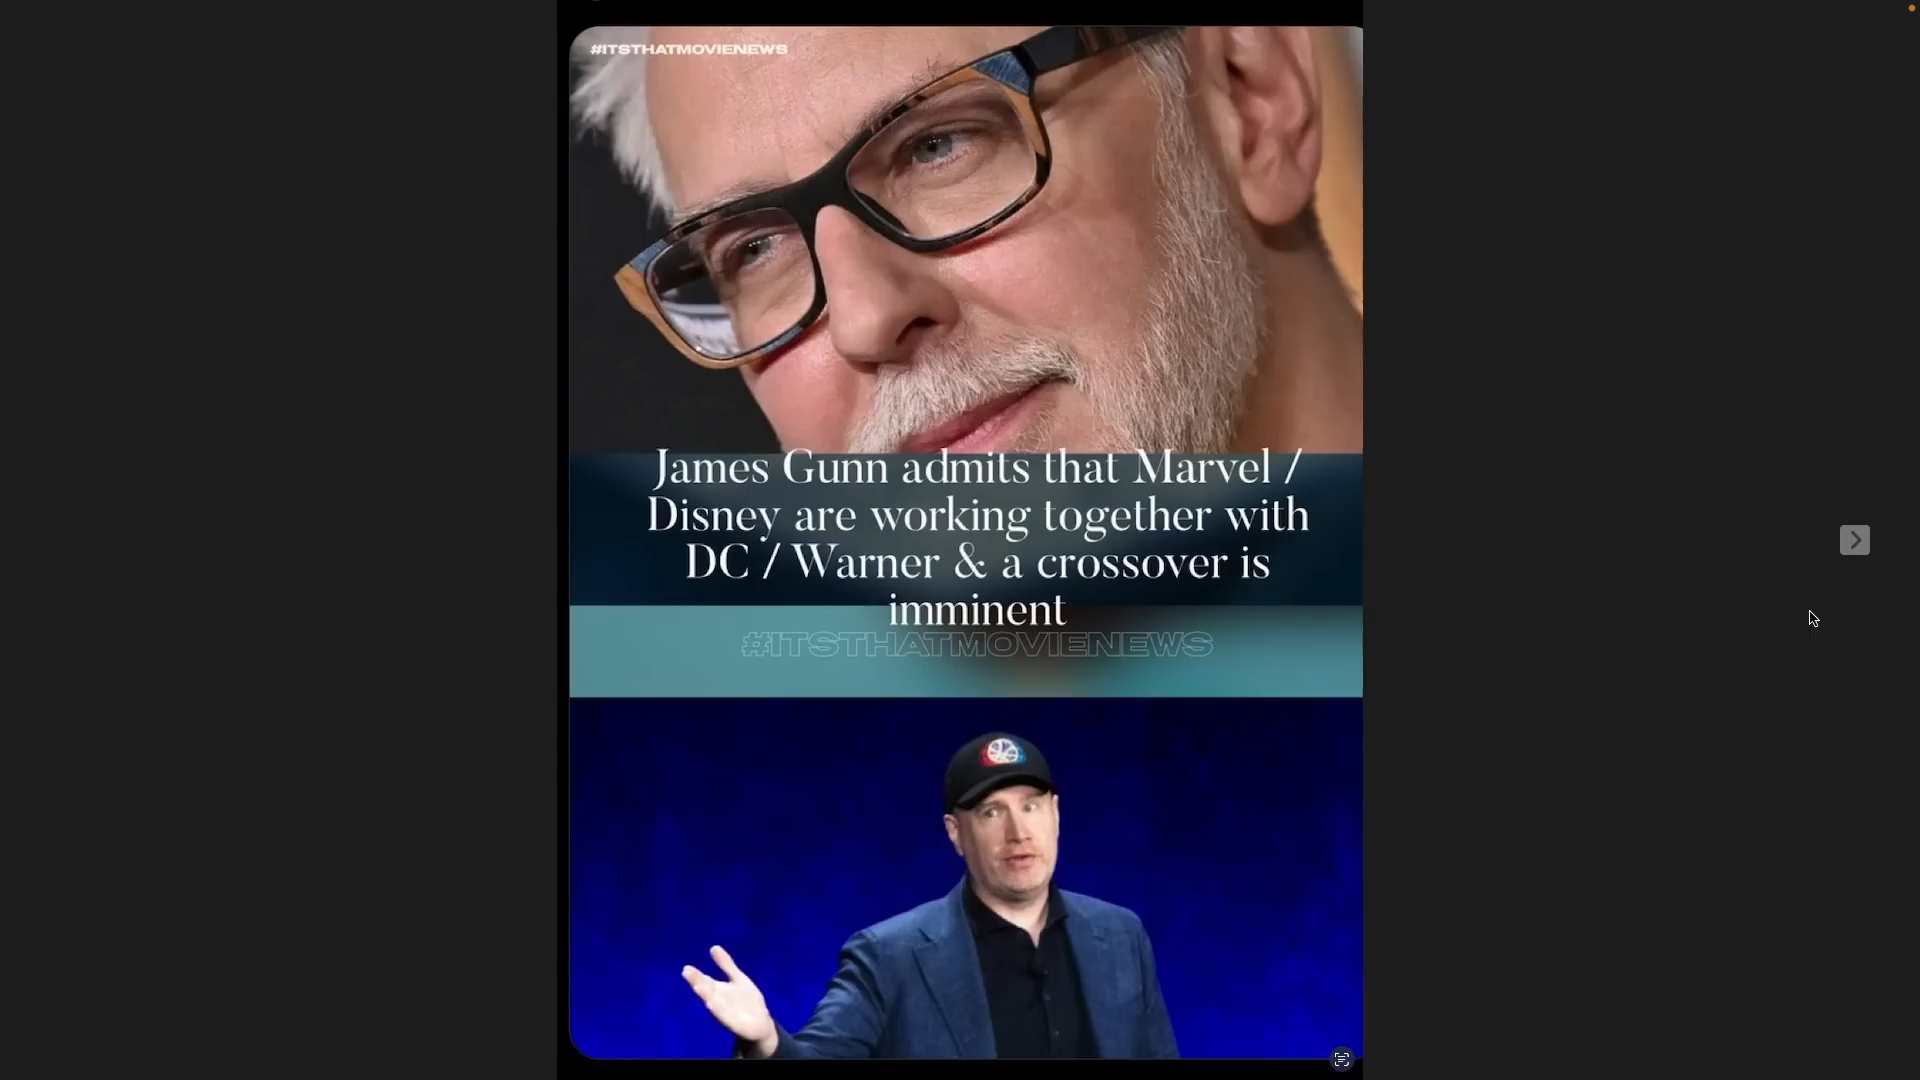 #ITSTHATMOVIENEWS
James Gunn admits that Marvel /
Disney are working together with
DC / Warner & a crossover is
imminent
#ITSTHATMOVIENEWS